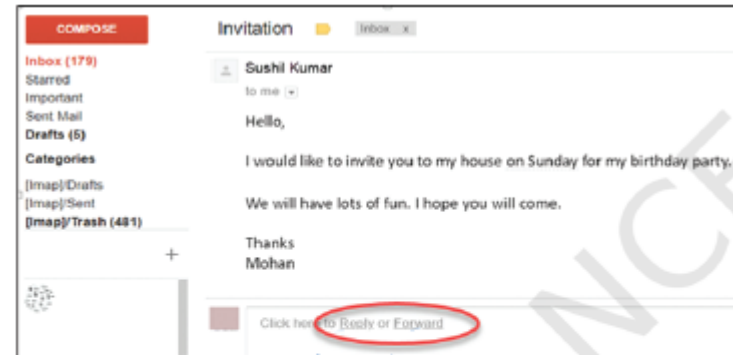 COMPOSE
Inbox (179)
Starred
Important
Sent Mail
Drafts (5)
Categories
[Imap]/Drafts
[Imap]/Sent
[Imap]/Trash (481)
+
Invitation
Inbox x
Sushil Kumar
to me
Helllo,
I would like to invite you to my house on Sunday for my birthday party.
We will have lots of fun. I hope you will come.
Thanks
Mohan
Click here to Reply or Forward
NCE